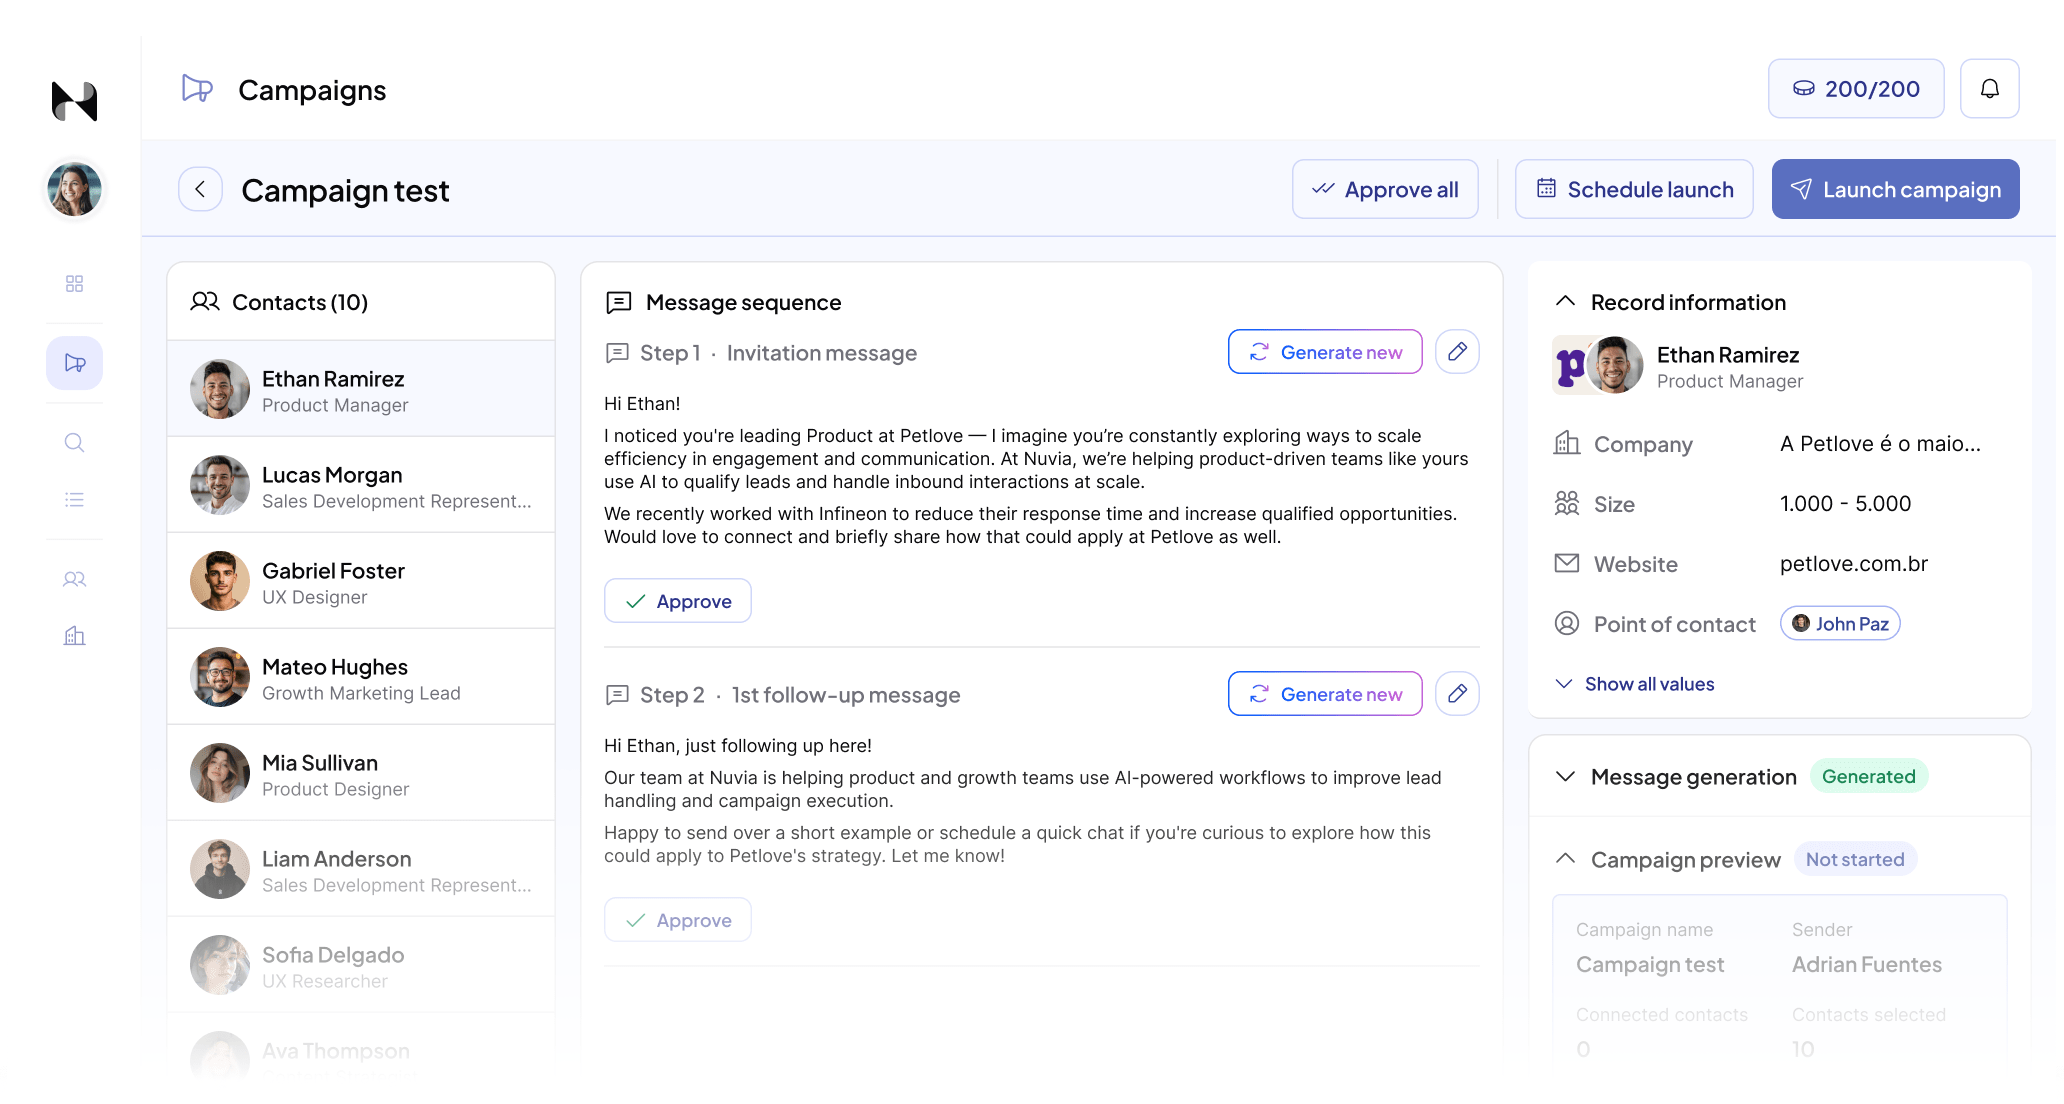 Campaigns
200/200
Campaign test
Approve all
Schedule launch
Launch campaign
Contacts (10)
Ethan Ramirez
Product Manager
Lucas Morgan
Sales Development Represent...
Gabriel Foster
UX Designer
Mateo Hughes
Growth Marketing Lead
Mia Sullivan
Product Designer
Liam Anderson
Sales Development Represent...
Sofia Delgado
UX Researcher
Ava Thompson
Message sequence
Step 1 · Invitation message
Generate new
Hi Ethan!
I noticed you're leading Product at Petlove — I imagine you’re constantly exploring ways to scale
efficiency in engagement and communication. At Nuvia, we’re helping product-driven teams like yours
use AI to qualify leads and handle inbound interactions at scale.
We recently worked with Infineon to reduce their response time and increase qualified opportunities.
Would love to connect and briefly share how that could apply at Petlove as well.
Approve
Step 2 · 1st follow-up message
Generate new
Hi Ethan, just following up here!
Our team at Nuvia is helping product and growth teams use AI-powered workflows to improve lead
handling and campaign execution.
Happy to send over a short example or schedule a quick chat if you're curious to explore how this
could apply to Petlove's strategy. Let me know!
Approve
Record information
p
Ethan Ramirez
Product Manager
Company A Petlove é o maio...
Size 1.000 - 5.000
Website petlove.com.br
Point of contact John Paz
Show all values
Message generation Generated
Campaign preview Not started
Campaign name Sender
Campaign test Adrian Fuentes
Connected contacts Contacts selected
0 10